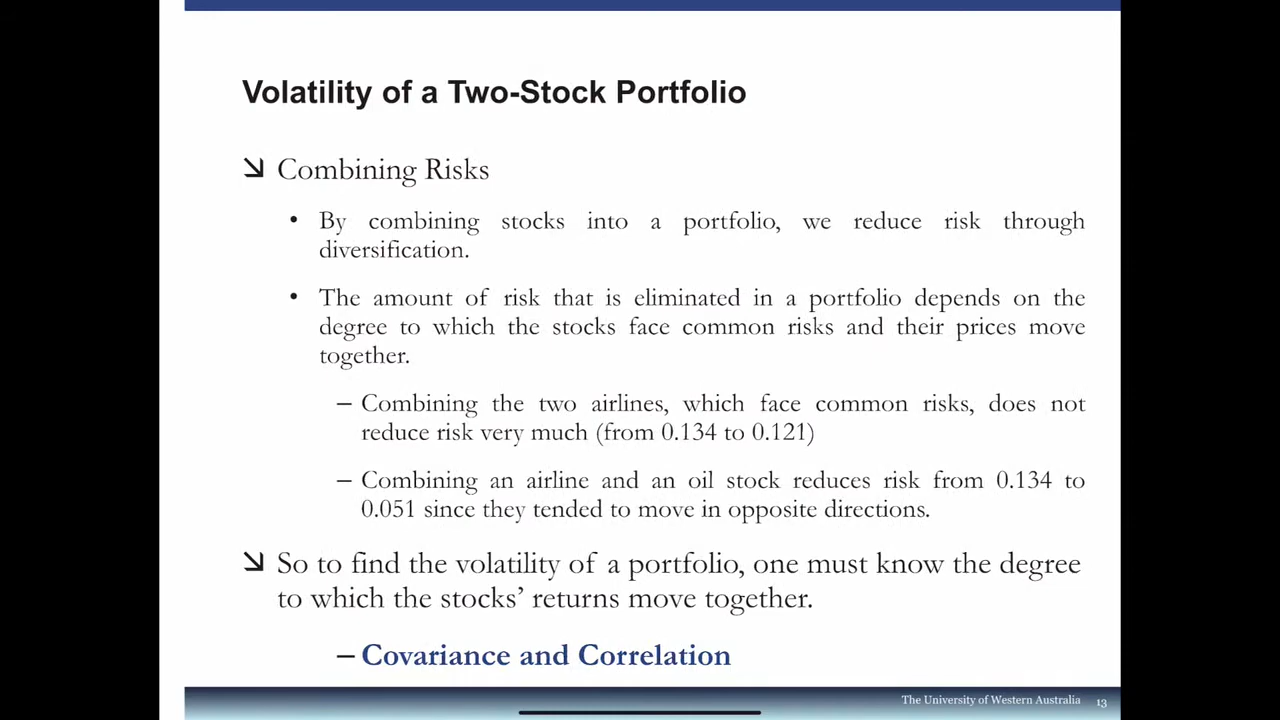 Volatility of a Two-Stock Portfolio
Combining Risks
• By combining stocks into a portfolio, we reduce risk through
diversification.
• The amount of risk that is eliminated in a portfolio depends on the
degree to which the stocks face common risks and their prices move
together.
– Combining the two airlines, which face common risks, does not
reduce risk very much (from 0.134 to 0.121)
– Combining an airline and an oil stock reduces risk from 0.134 to
0.051 since they tended to move in opposite directions.
So to find the volatility of a portfolio, one must know the degree
to which the stocks’ returns move together.
– Covariance and Correlation
The University of Western Australia 13